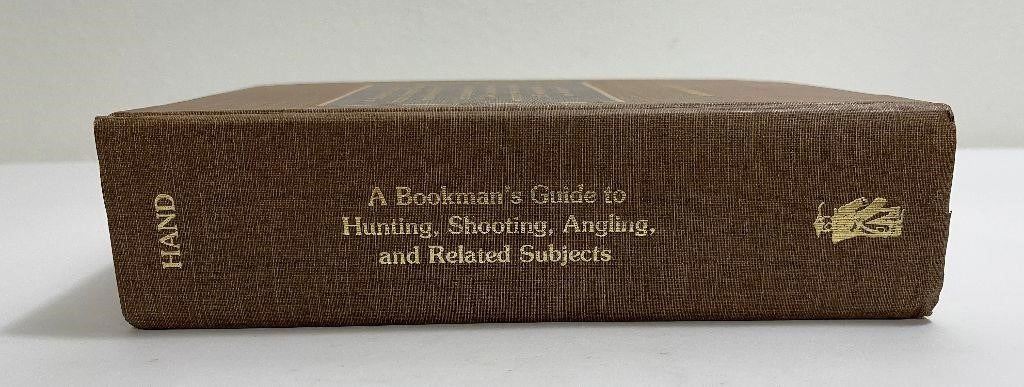 HAND
A Bookman's Guide to
Hunting, Shooting, Angling,
and Related Subjects